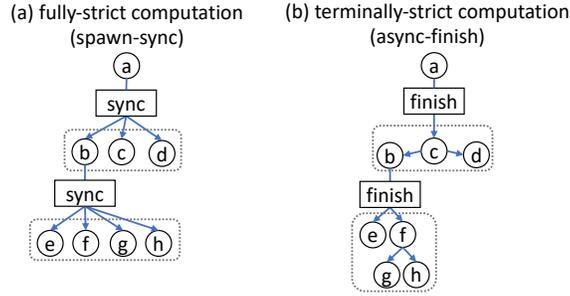 (a) fully-strict computation
(spawn-sync)
a
sync
b c d
sync
e f g h
(b) terminally-strict computation
(async-finish)
a
finish
b c d
finish
e f
g h